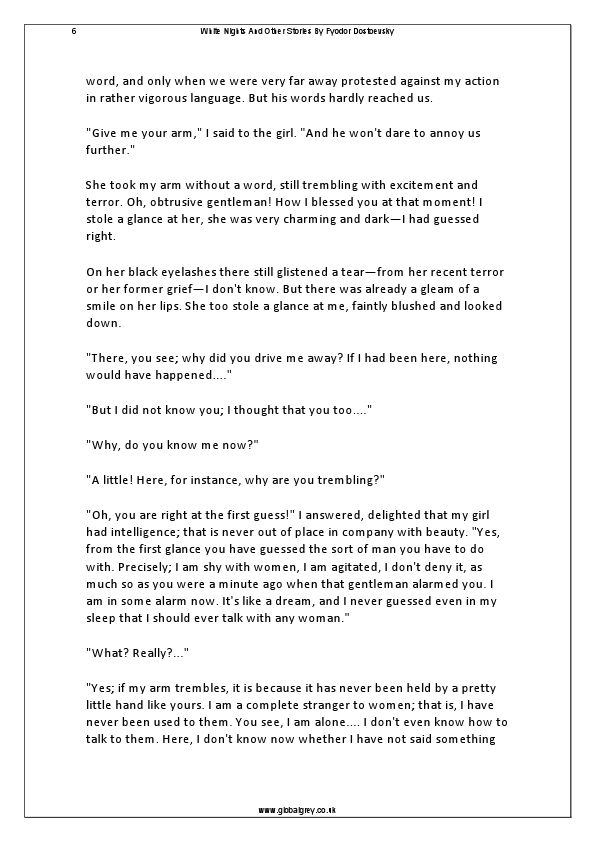 6 White Nights And Other Stories By Fyodor Dostoevsky
word, and only when we were very far away protested against my action
in rather vigorous language. But his words hardly reached us.
"Give me your arm," I said to the girl. "And he won't dare to annoy us
further."
She took my arm without a word, still trembling with excitement and
terror. Oh, obtrusive gentleman! How I blessed you at that moment! I
stole a glance at her, she was very charming and dark—I had guessed
right.
On her black eyelashes there still glistened a tear—from her recent terror
or her former grief—I don't know. But there was already a gleam of a
smile on her lips. She too stole a glance at me, faintly blushed and looked
down.
"There, you see; why did you drive me away? If I had been here, nothing
would have happened...."
"But I did not know you; I thought that you too...."
"Why, do you know me now?"
"A little! Here, for instance, why are you trembling?"
"Oh, you are right at the first guess!" I answered, delighted that my girl
had intelligence; that is never out of place in company with beauty. "Yes,
from the first glance you have guessed the sort of man you have to do
with. Precisely; I am shy with women, I am agitated, I don't deny it, as
much so as you were a minute ago when that gentleman alarmed you. I
am in some alarm now. It's like a dream, and I never guessed even in my
sleep that I should ever talk with any woman."
"What? Really?..."
"Yes; if my arm trembles, it is because it has never been held by a pretty
little hand like yours. I am a complete stranger to women; that is, I have
never been used to them. You see, I am alone.... I don't even know how to
talk to them. Here, I don't know now whether I have not said something
www.globalgrey.co.uk